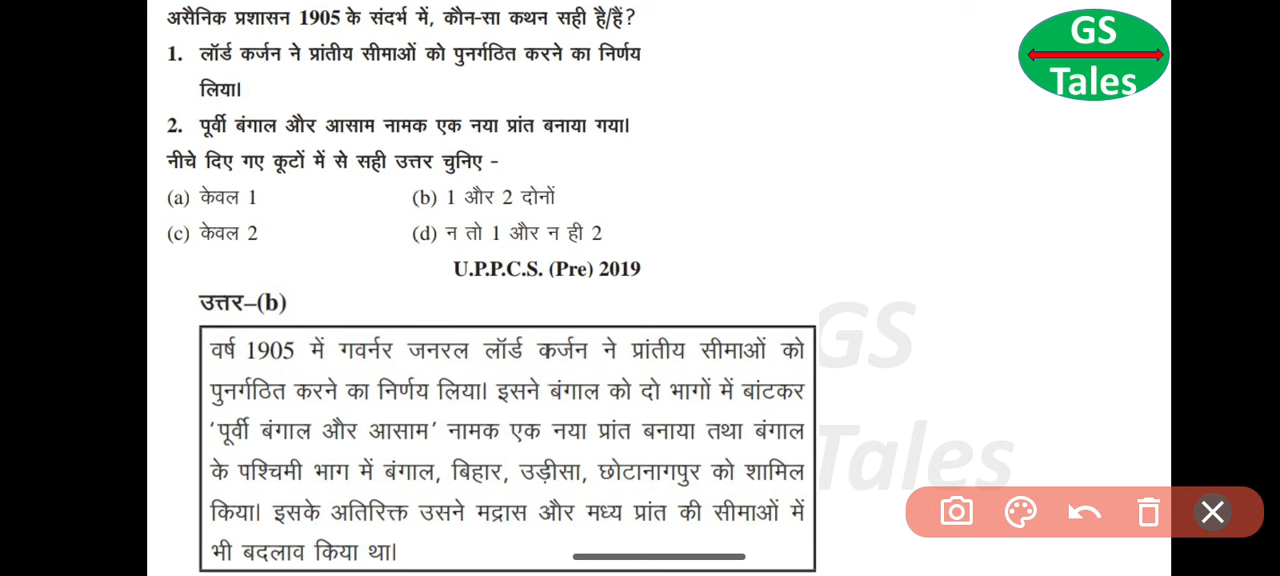 असैनिक प्रशासन 1905 के संदर्भ में, कौन-सा कथन सही है/हैं?
1. लॉर्ड कर्जन ने प्रांतीय सीमाओं को पुनर्गठित करने का निर्णय
लिया।
2. पूर्वी बंगाल और आसाम नामक एक नया प्रांत बनाया गया।
नीचे दिए गए कूटों में से सही उत्तर चुनिए -
(a) केवल 1 (b) 1 और 2 दोनों
(c) केवल 2 (d) न तो 1 और न ही 2
U.P.P.C.S. (Pre) 2019
उत्तर–(b)
वर्ष 1905 में गवर्नर जनरल लॉर्ड कर्जन ने प्रांतीय सीमाओं को
पुनर्गठित करने का निर्णय लिया। इसने बंगाल को दो भागों में बांटकर
‘पूर्वी बंगाल और आसाम’ नामक एक नया प्रांत बनाया तथा बंगाल
के पश्चिमी भाग में बंगाल, बिहार, उड़ीसा, छोटानागपुर को शामिल
किया। इसके अतिरिक्त उसने मद्रास और मध्य प्रांत की सीमाओं में
भी बदलाव किया था।
GS
Tales
GS
Tales